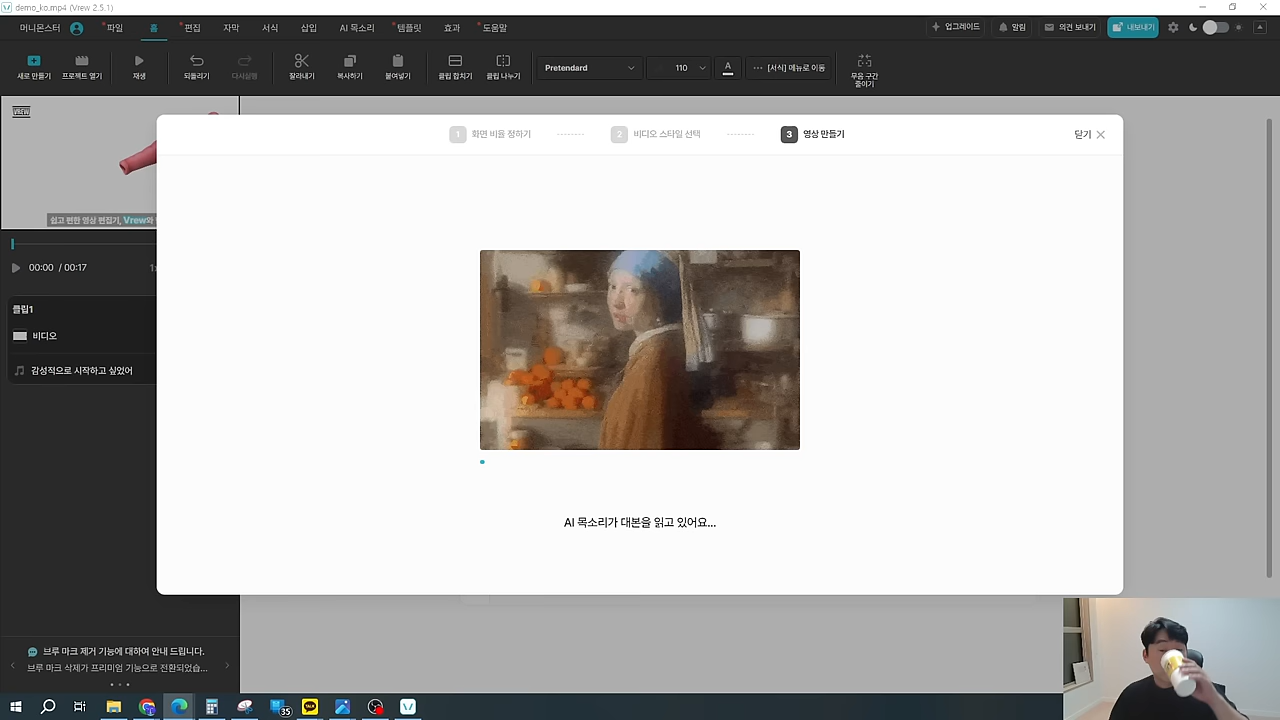 demo_ko.mp4 (Vrew 2.5.1)
머니몬스터 파일 홈 편집 자막 서식 삽입 AI 목소리 템플릿 효과 도움말 업그레이드 알림 의견 보내기 내보내기
새로 만들기 프로젝트 열기 재생 되돌리기 다시실행 잘라내기 복사하기 붙여넣기 클립 합치기 클립 나누기 Pretendard 110 A ··· [서식] 메뉴로 이동 무음 구간
줄이기
VREW
1 화면 비율 정하기 2 비디오 스타일 선택 3 영상 만들기 닫기
쉽고 편한 영상 편집기, Vrew와
00:00 / 00:17 1x
클립1
비디오
감성적으로 시작하고 싶었어
AI 목소리가 대본을 읽고 있어요...
브루 마크 제거 기능에 대하여 안내 드립니다.
브루 마크 삭제가 프리미엄 기능으로 전환되었습...
35
TALK